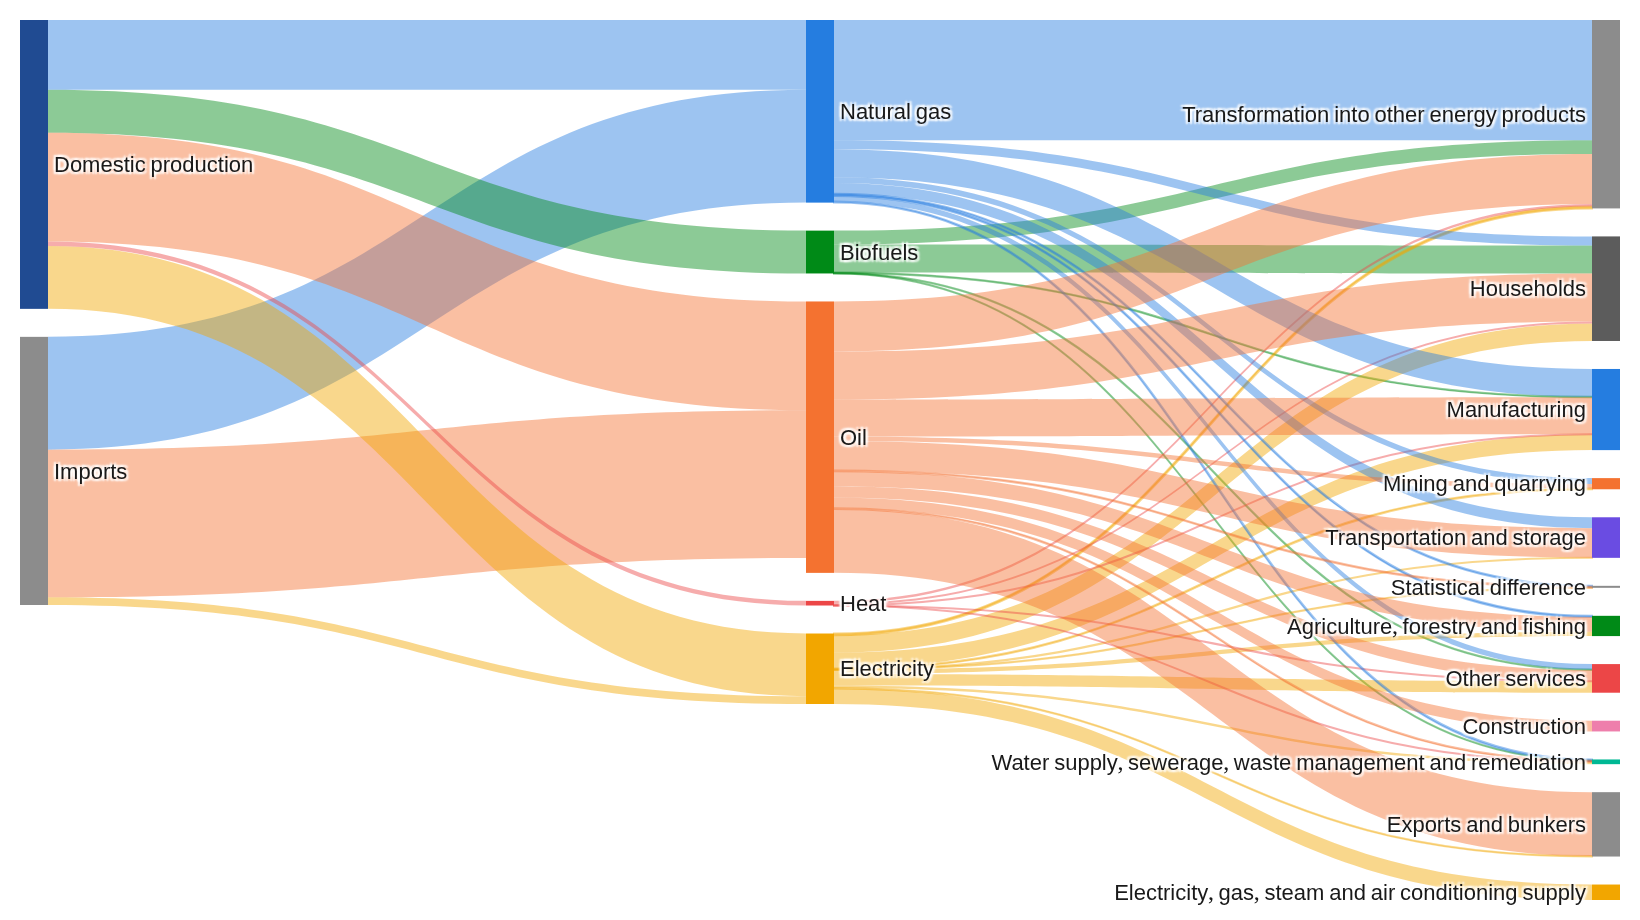 Domestic production
Imports
Natural gas
Biofuels
Oil
Heat
Electricity
Transformation into other energy products
Households
Manufacturing
Mining and quarrying
Transportation and storage
Statistical difference
Agriculture, forestry and fishing
Other services
Construction
Water supply, sewerage, waste management and remediation
Exports and bunkers
Electricity, gas, steam and air conditioning supply